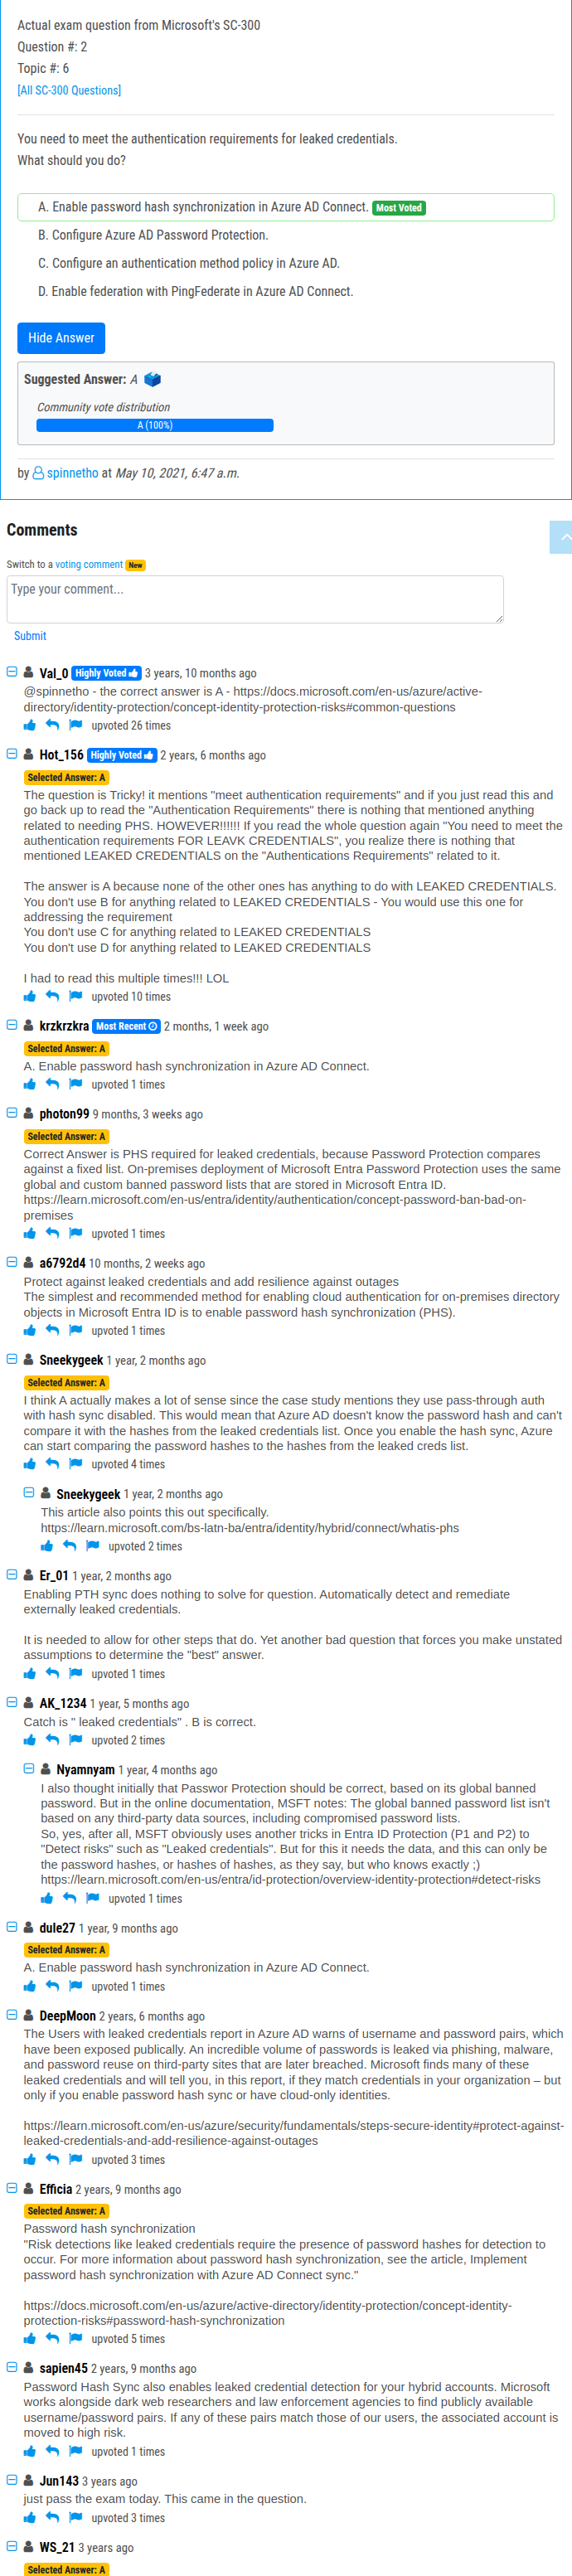 Actual exam question from Microsoft's SC-300
Question #: 2
Topic #: 6
[All SC-300 Questions]
You need to meet the authentication requirements for leaked credentials.
What should you do?
A. Enable password hash synchronization in Azure AD Connect. Most Voted
B. Configure Azure AD Password Protection.
C. Configure an authentication method policy in Azure AD.
D. Enable federation with PingFederate in Azure AD Connect.
Hide Answer
Suggested Answer: A
Community vote distribution
A (100%)
by spinnetho at May 10, 2021, 6:47 a.m.
Comments
Switch to a voting comment New
Type your comment...
Submit
Val_0 Highly Voted 3 years, 10 months ago
@spinnetho - the correct answer is A - https://docs.microsoft.com/en-us/azure/active-
directory/identity-protection/concept-identity-protection-risks#common-questions
upvoted 26 times
Hot_156 Highly Voted 2 years, 6 months ago
Selected Answer: A
The question is Tricky! it mentions "meet authentication requirements" and if you just read this and
go back up to read the "Authentication Requirements" there is nothing that mentioned anything
related to needing PHS. HOWEVER!!!!!! If you read the whole question again "You need to meet the
authentication requirements FOR LEAVK CREDENTIALS", you realize there is nothing that
mentioned LEAKED CREDENTIALS on the "Authentications Requirements" related to it.
The answer is A because none of the other ones has anything to do with LEAKED CREDENTIALS.
You don't use B for anything related to LEAKED CREDENTIALS - You would use this one for
addressing the requirement
You don't use C for anything related to LEAKED CREDENTIALS
You don't use D for anything related to LEAKED CREDENTIALS
I had to read this multiple times!!! LOL
upvoted 10 times
krzkrzkra Most Recent 2 months, 1 week ago
Selected Answer: A
A. Enable password hash synchronization in Azure AD Connect.
upvoted 1 times
photon99 9 months, 3 weeks ago
Selected Answer: A
Correct Answer is PHS required for leaked credentials, because Password Protection compares
against a fixed list. On-premises deployment of Microsoft Entra Password Protection uses the same
global and custom banned password lists that are stored in Microsoft Entra ID.
https://learn.microsoft.com/en-us/entra/identity/authentication/concept-password-ban-bad-on-
premises
upvoted 1 times
a6792d4 10 months, 2 weeks ago
Protect against leaked credentials and add resilience against outages
The simplest and recommended method for enabling cloud authentication for on-premises directory
objects in Microsoft Entra ID is to enable password hash synchronization (PHS).
upvoted 1 times
Sneekygeek 1 year, 2 months ago
Selected Answer: A
I think A actually makes a lot of sense since the case study mentions they use pass-through auth
with hash sync disabled. This would mean that Azure AD doesn't know the password hash and can't
compare it with the hashes from the leaked credentials list. Once you enable the hash sync, Azure
can start comparing the password hashes to the hashes from the leaked creds list.
upvoted 4 times
Sneekygeek 1 year, 2 months ago
This article also points this out specifically.
https://learn.microsoft.com/bs-latn-ba/entra/identity/hybrid/connect/whatis-phs
upvoted 2 times
Er_01 1 year, 2 months ago
Enabling PTH sync does nothing to solve for question. Automatically detect and remediate
externally leaked credentials.
It is needed to allow for other steps that do. Yet another bad question that forces you make unstated
assumptions to determine the "best" answer.
upvoted 1 times
AK_1234 1 year, 5 months ago
Catch is " leaked credentials" . B is correct.
upvoted 2 times
Nyamnyam 1 year, 4 months ago
I also thought initially that Passwor Protection should be correct, based on its global banned
password. But in the online documentation, MSFT notes: The global banned password list isn't
based on any third-party data sources, including compromised password lists.
So, yes, after all, MSFT obviously uses another tricks in Entra ID Protection (P1 and P2) to
"Detect risks" such as "Leaked credentials". But for this it needs the data, and this can only be
the password hashes, or hashes of hashes, as they say, but who knows exactly ;)
https://learn.microsoft.com/en-us/entra/id-protection/overview-identity-protection#detect-risks
upvoted 1 times
dule27 1 year, 9 months ago
Selected Answer: A
A. Enable password hash synchronization in Azure AD Connect.
upvoted 1 times
DeepMoon 2 years, 6 months ago
The Users with leaked credentials report in Azure AD warns of username and password pairs, which
have been exposed publically. An incredible volume of passwords is leaked via phishing, malware,
and password reuse on third-party sites that are later breached. Microsoft finds many of these
leaked credentials and will tell you, in this report, if they match credentials in your organization – but
only if you enable password hash sync or have cloud-only identities.
https://learn.microsoft.com/en-us/azure/security/fundamentals/steps-secure-identity#protect-against-
leaked-credentials-and-add-resilience-against-outages
upvoted 3 times
Efficia 2 years, 9 months ago
Selected Answer: A
Password hash synchronization
"Risk detections like leaked credentials require the presence of password hashes for detection to
occur. For more information about password hash synchronization, see the article, Implement
password hash synchronization with Azure AD Connect sync."
https://docs.microsoft.com/en-us/azure/active-directory/identity-protection/concept-identity-
protection-risks#password-hash-synchronization
upvoted 5 times
sapien45 2 years, 9 months ago
Password Hash Sync also enables leaked credential detection for your hybrid accounts. Microsoft
works alongside dark web researchers and law enforcement agencies to find publicly available
username/password pairs. If any of these pairs match those of our users, the associated account is
moved to high risk.
upvoted 1 times
Jun143 3 years ago
just pass the exam today. This came in the question.
upvoted 3 times
WS_21 3 years ago
Selected Answer: A